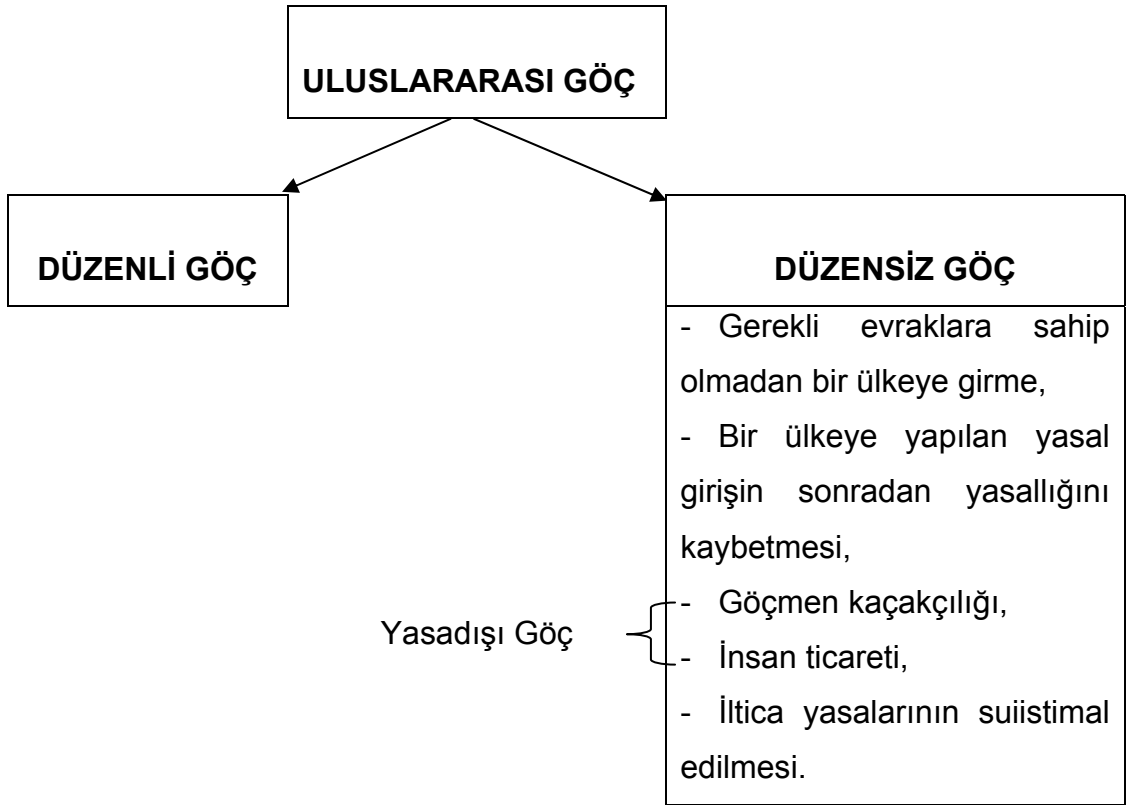 ULUSLARARASI GÖÇ
DÜZENLİ GÖÇ
DÜZENSİZ GÖÇ
- Gerekli evraklara sahip
olmadan bir ülkeye girme,
- Bir ülkeye yapılan yasal
girişin sonradan yasallığını
kaybetmesi,
- Göçmen kaçakçılığı,
Yasadışı Göç
- İnsan ticareti,
- İltica yasalarının suiistimal
edilmesi.